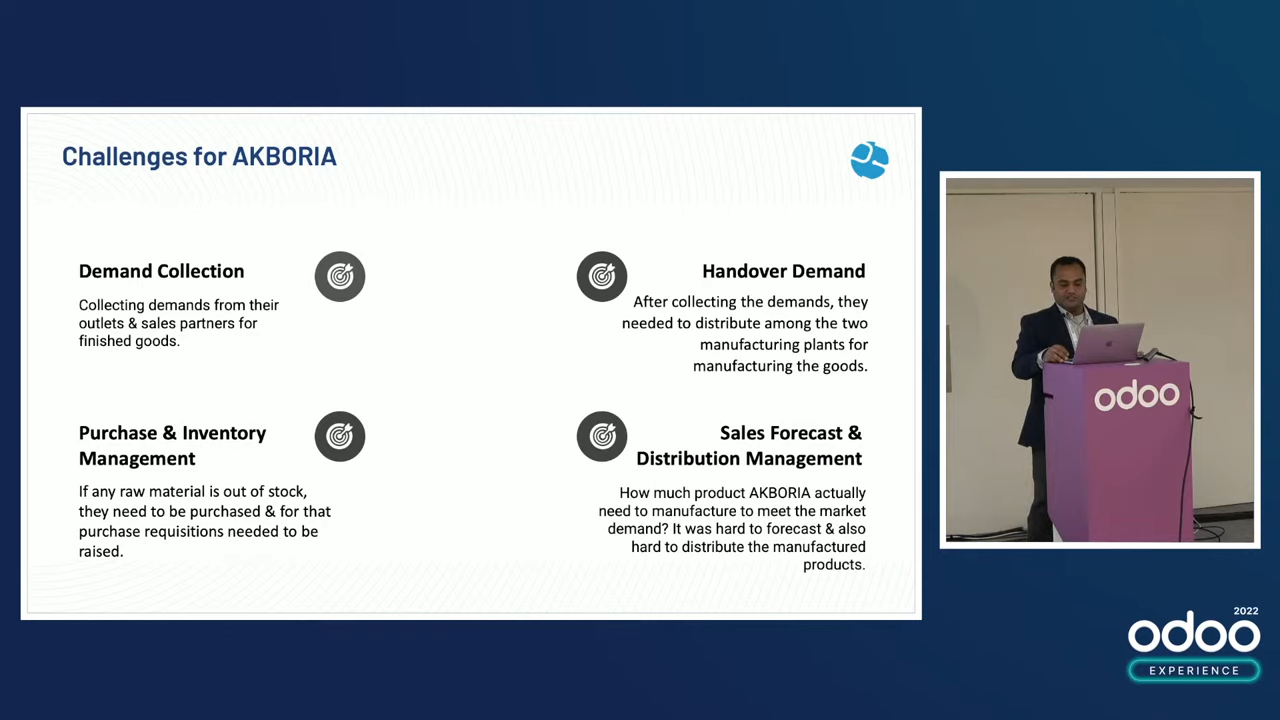 Challenges for AKBORIA
Demand Collection
Collecting demands from their
outlets & sales partners for
finished goods.
Handover Demand
After collecting the demands, they
needed to distribute among the two
manufacturing plants for
manufacturing the goods.
Purchase & Inventory
Management
If any raw material is out of stock,
they need to be purchased & for that
purchase requisitions needed to be
raised.
Sales Forecast &
Distribution Management
How much product AKBORIA actually
need to manufacture to meet the market
demand? It was hard to forecast & also
hard to distribute the manufactured
products.
odoo
2022
odoo
EXPERIENCE